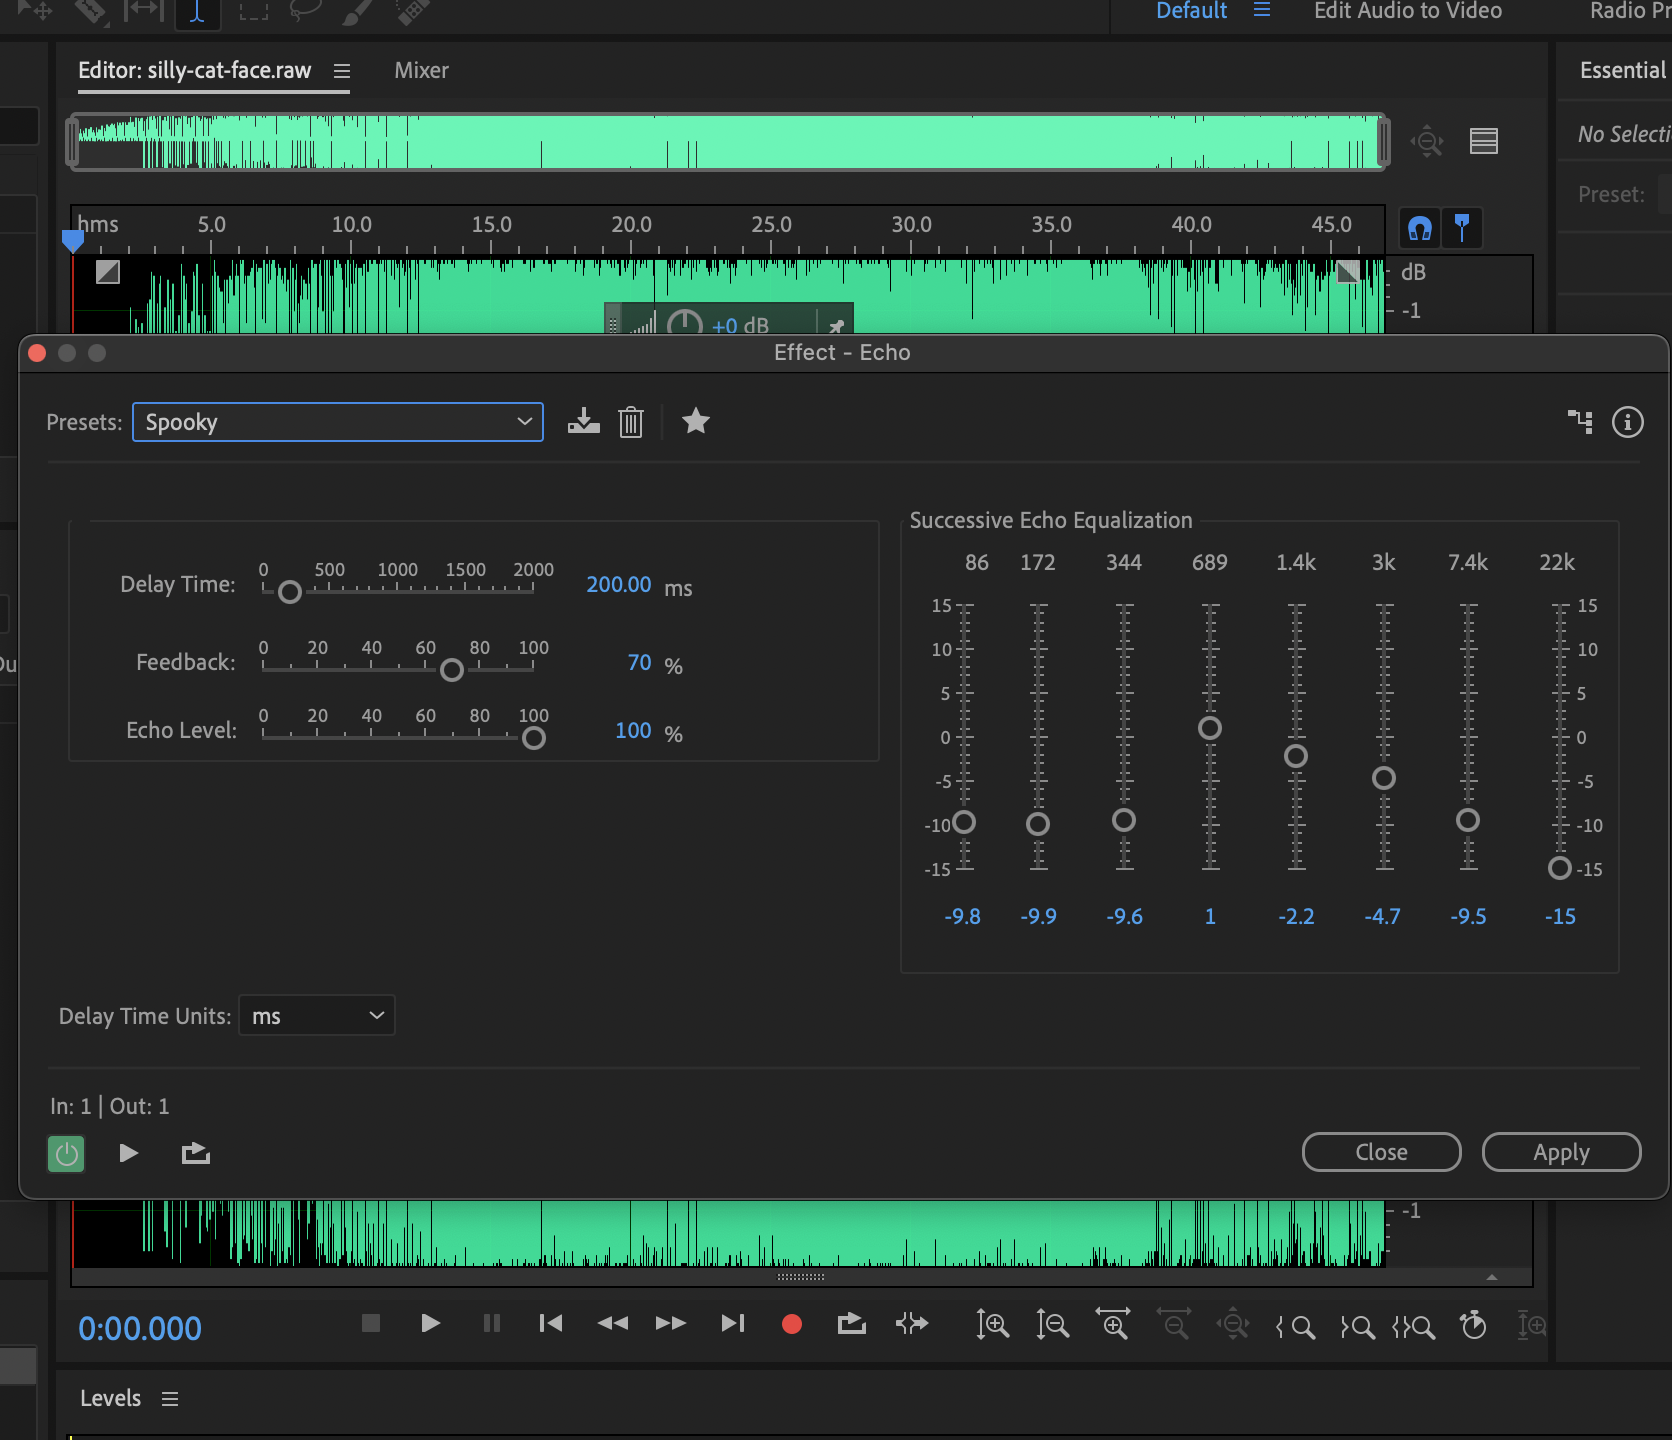 Default
Edit Audio to Video
Radio Pr
Editor: silly-cat-face.raw
Mixer
Essential
No Selecti
Preset:
hms 5.0 10.0 15.0 20.0 25.0 30.0 35.0 40.0 45.0
dB
-1
+0 dB
Effect - Echo
Presets: Spooky
Successive Echo Equalization
86 172 344 689 1.4k 3k 7.4k 22k
0 500 1000 1500 2000
Delay Time: 200.00 ms
0 20 40 60 80 100
Feedback: 70 %
0 20 40 60 80 100
Echo Level: 100 %
15 15
10 10
5 5
0 0
-5 -5
-10 -10
-15 -15
-9.8 -9.9 -9.6 1 -2.2 -4.7 -9.5 -15
Delay Time Units: ms
In: 1 | Out: 1
Close
Apply
-1
0:00.000
Levels